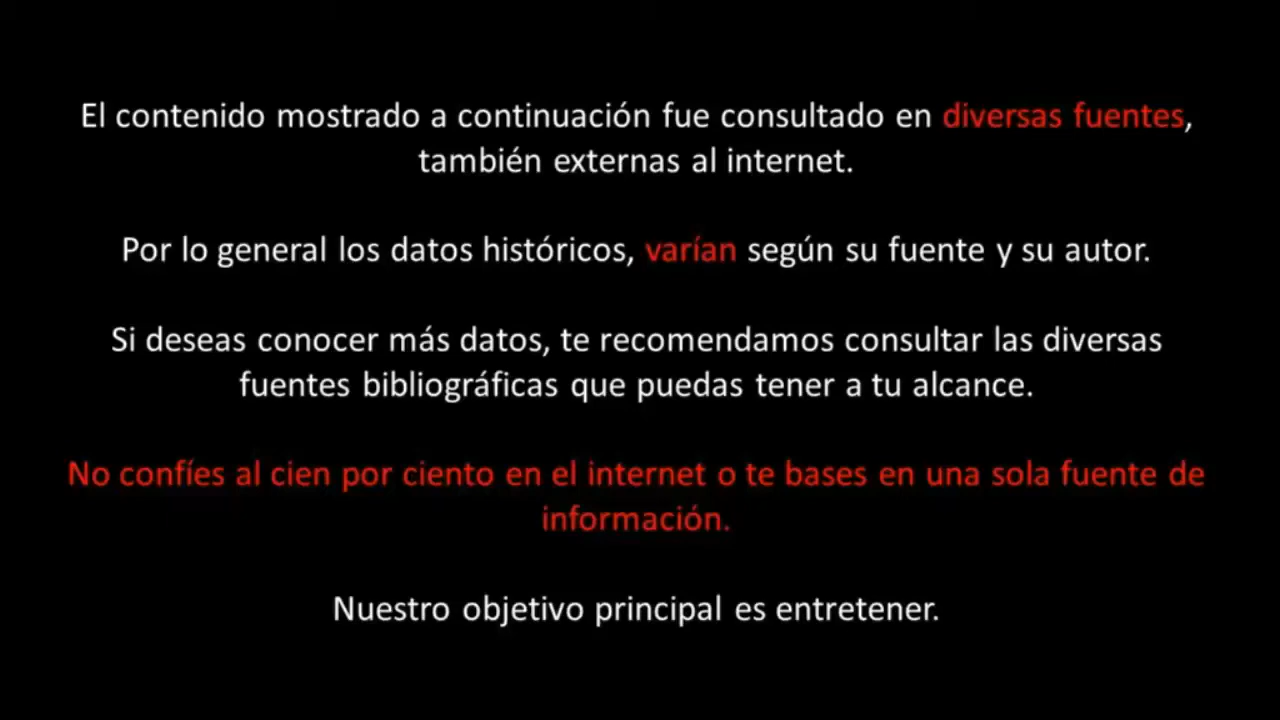 El contenido mostrado a continuación fue consultado en diversas fuentes,
también externas al internet.
Por lo general los datos históricos, varían según su fuente y su autor.
Si deseas conocer más datos, te recomendamos consultar las diversas
fuentes bibliográficas que puedas tener a tu alcance.
No confíes al cien por ciento en el internet o te bases en una sola fuente de
información.
Nuestro objetivo principal es entretener.